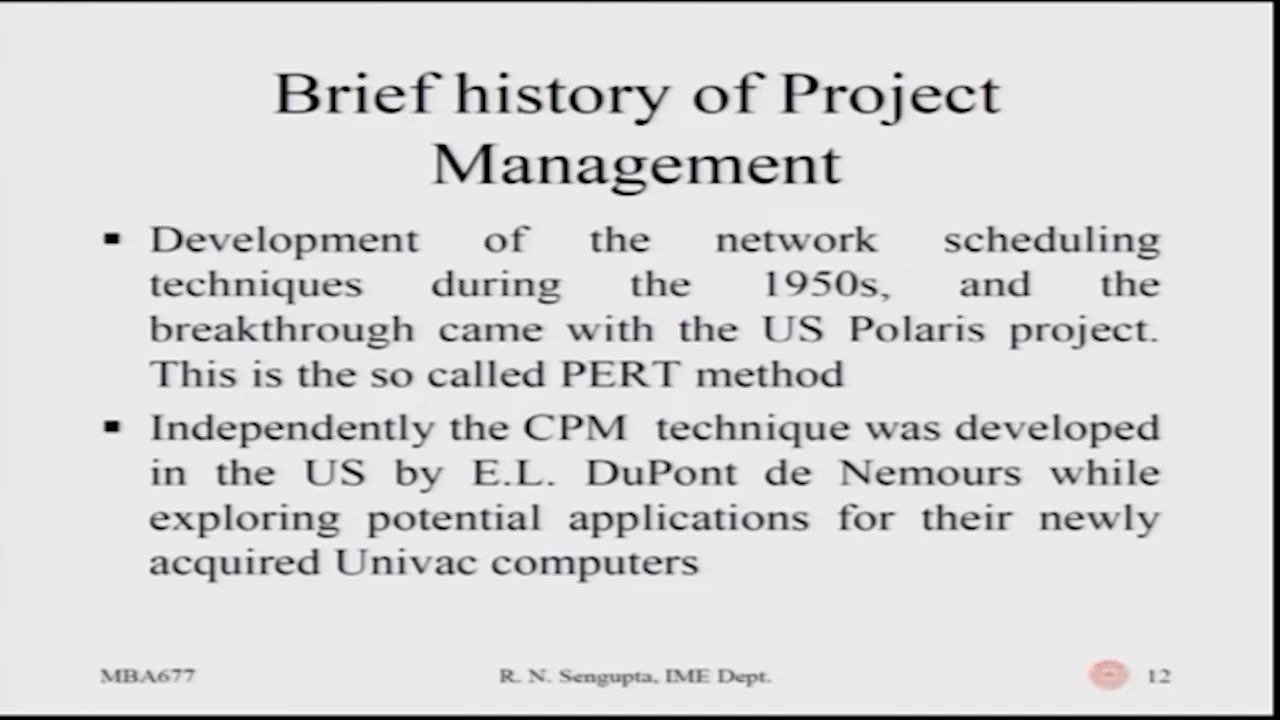 Brief history of Project
Management
▪ Development of the network scheduling
techniques during the 1950s, and the
breakthrough came with the US Polaris project.
This is the so called PERT method
▪ Independently the CPM technique was developed
in the US by E.L. DuPont de Nemours while
exploring potential applications for their newly
acquired Univac computers
MBA677
R. N. Sengupta, IME Dept.
12